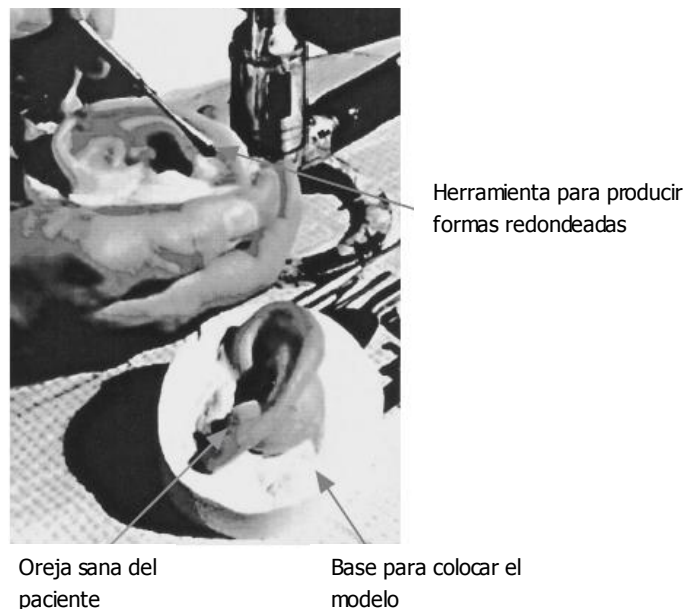 Herramienta para producir
formas redondeadas
Oreja sana del
paciente
Base para colocar el
modelo